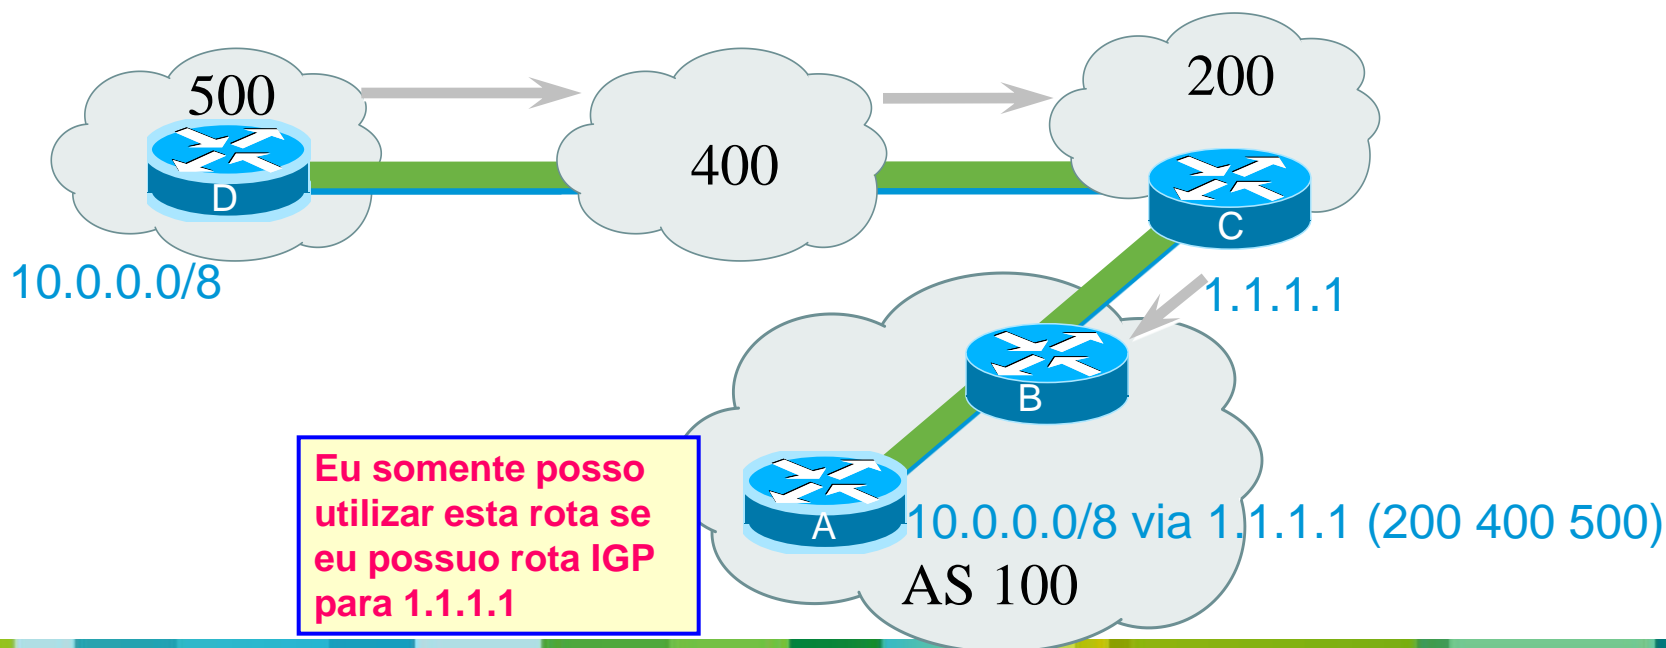 500
200
400
D
C
10.0.0.0/8
1.1.1.1
B
Eu somente posso
utilizar esta rota se
eu possuo rota IGP
para 1.1.1.1
A
10.0.0.0/8 via 1.1.1.1 (200 400 500)
AS 100